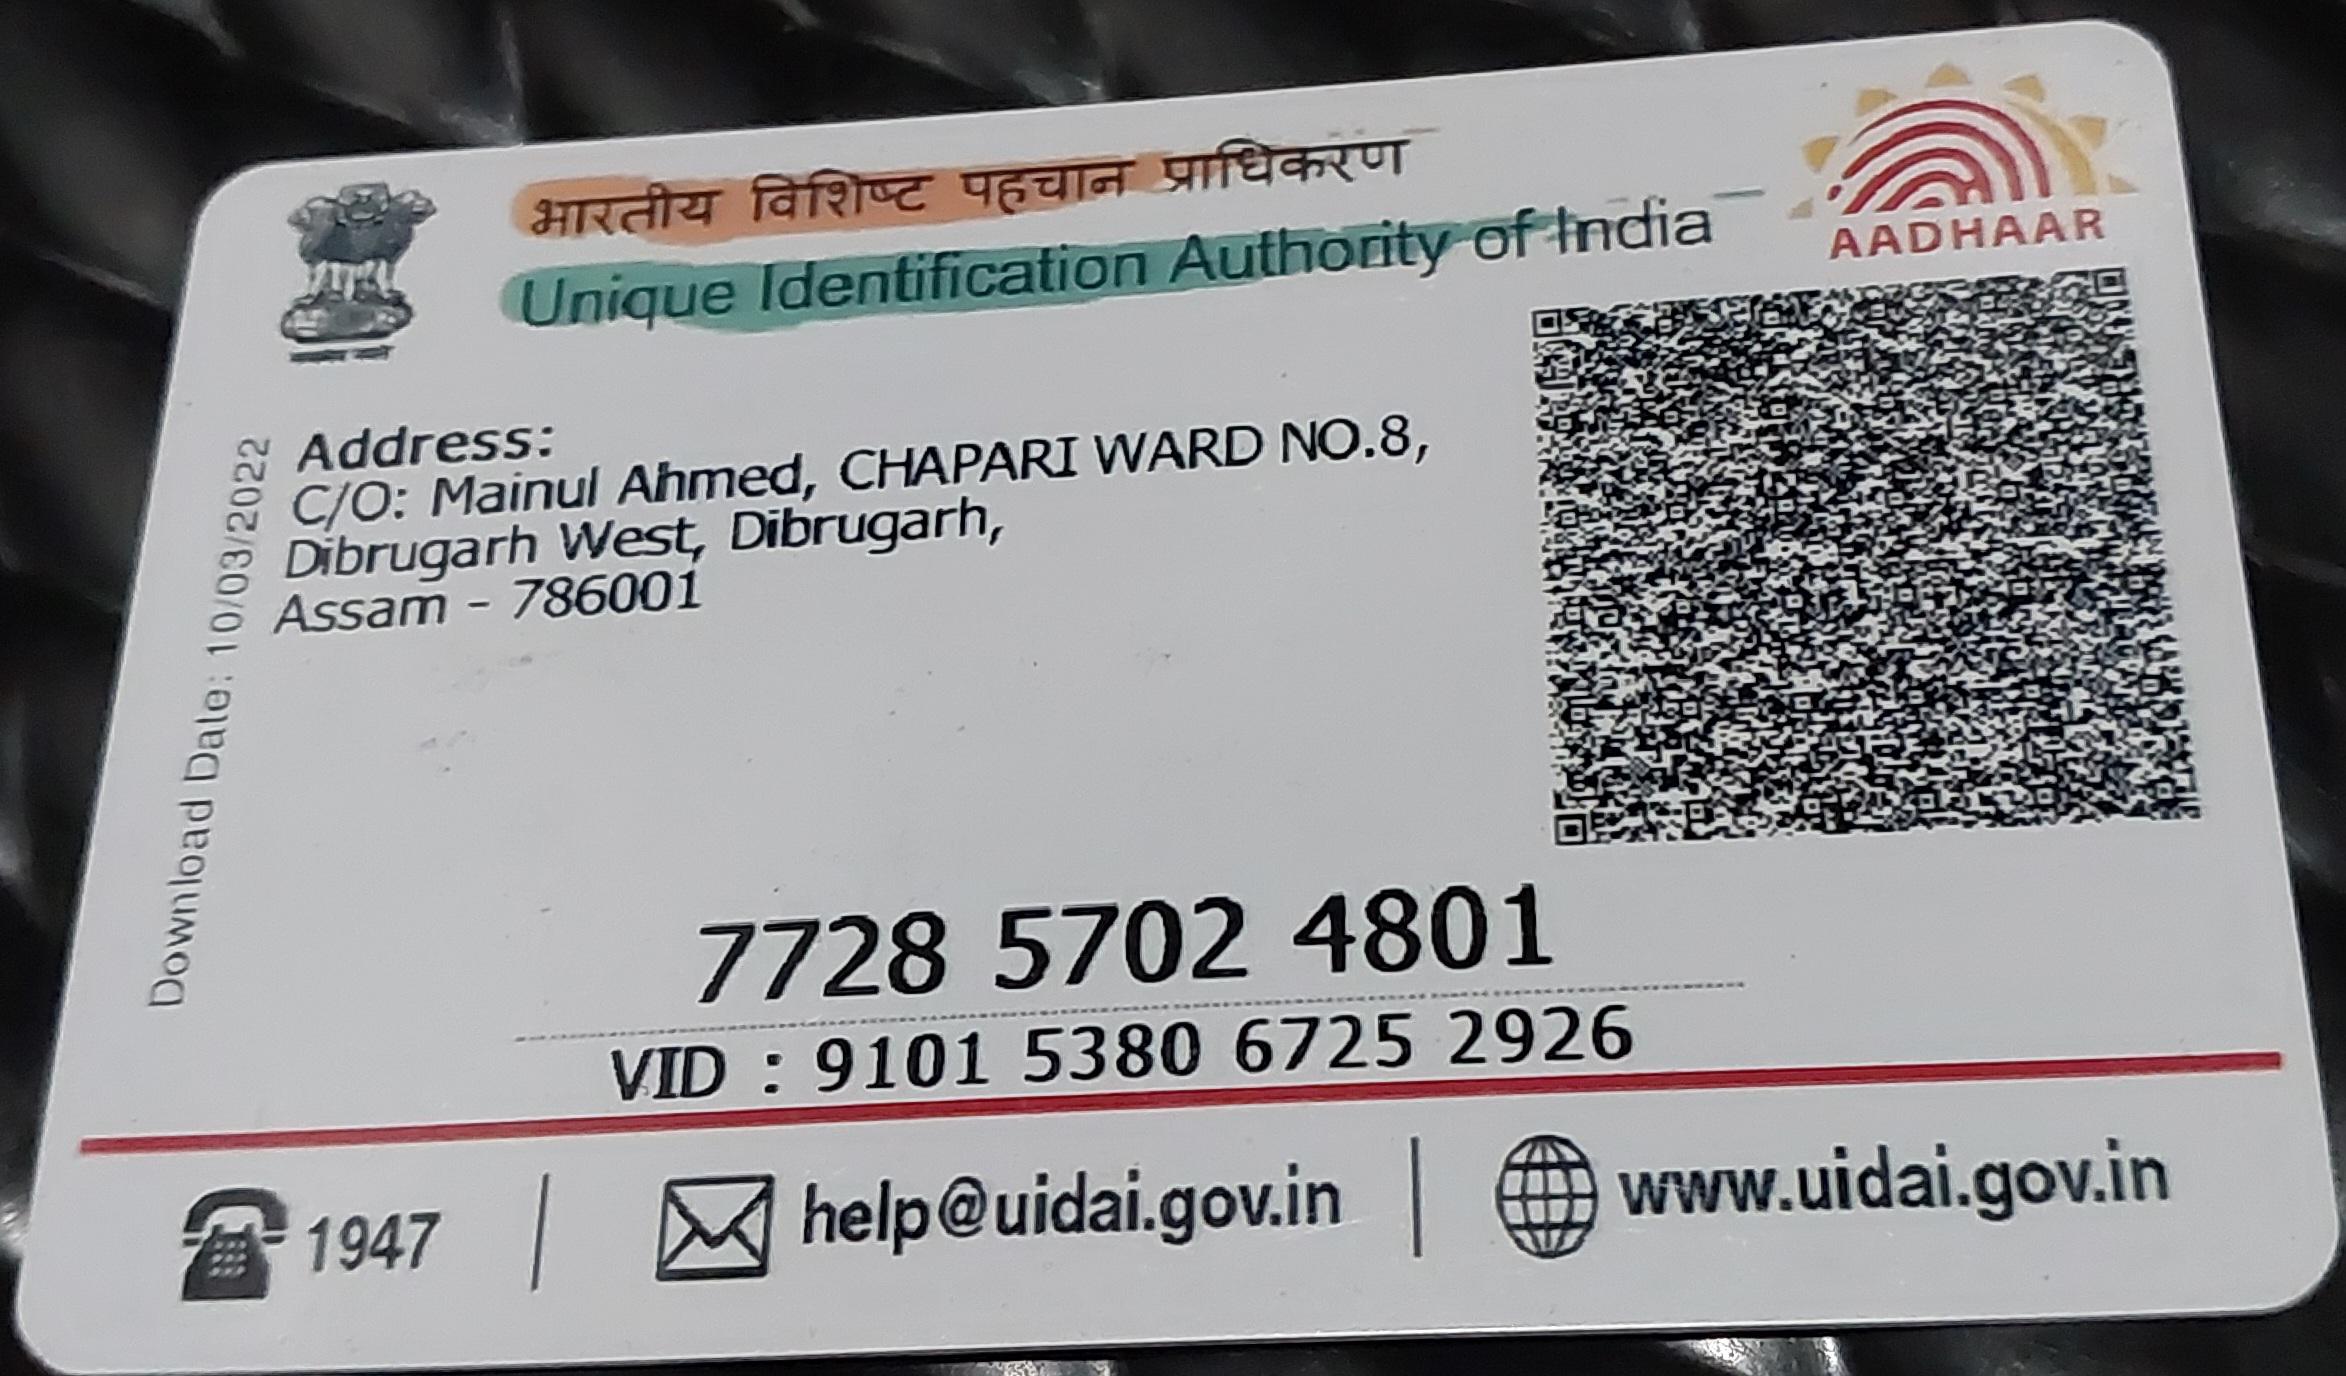 भारतीय विशिष्ट पहचान प्राधिकरण
Unique Identification Authority of India
AADHAAR
Download Date: 10/03/2022
Address:
C/O: Mainul Ahmed, CHAPARI WARD NO.8,
Dibrugarh West, Dibrugarh,
Assam - 786001
7728 5702 4801
VID : 9101 5380 6725 2926
1947
help@uidai.gov.in
www.uidai.gov.in